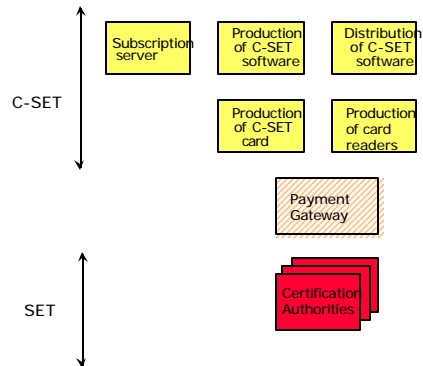 Subscription
server
Production
of C-SET
software
Distribution
of C-SET
software
C-SET
Production
of C-SET
card
Production
of card
readers
Payment
Gateway
SET
Certification
Authorities